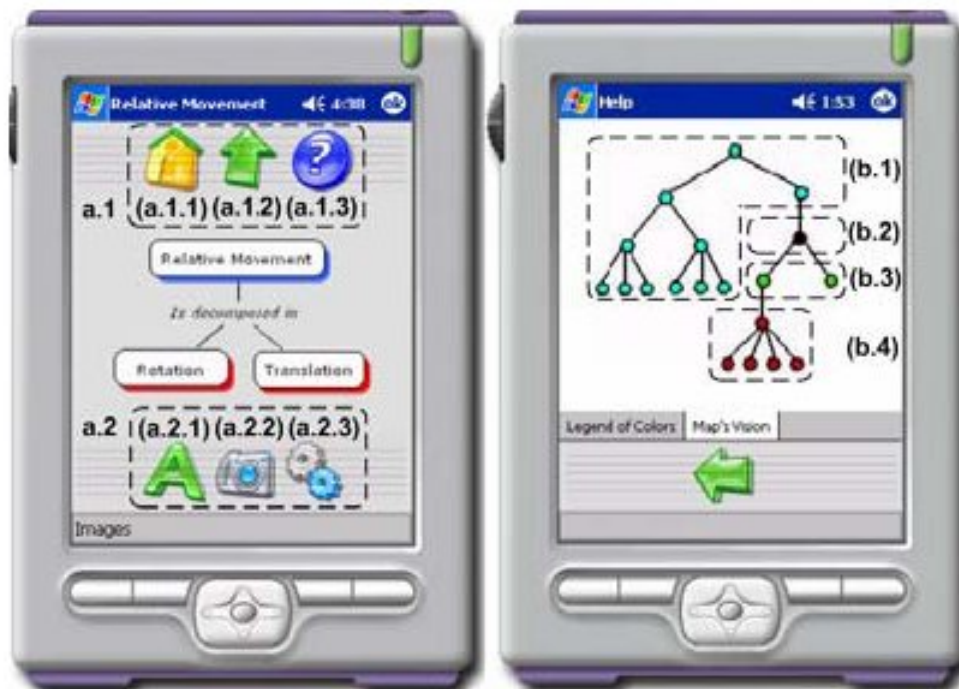 Relative Movement 4:38 ok
a.1 (a.1.1) (a.1.2) (a.1.3)
Relative Movement
Is decomposed in
Rotation Translation
a.2 (a.2.1) (a.2.2) (a.2.3)
A
Images
Help 1:53 ok
(b.1)
(b.2)
(b.3)
(b.4)
Legend of Colors Map's Vision